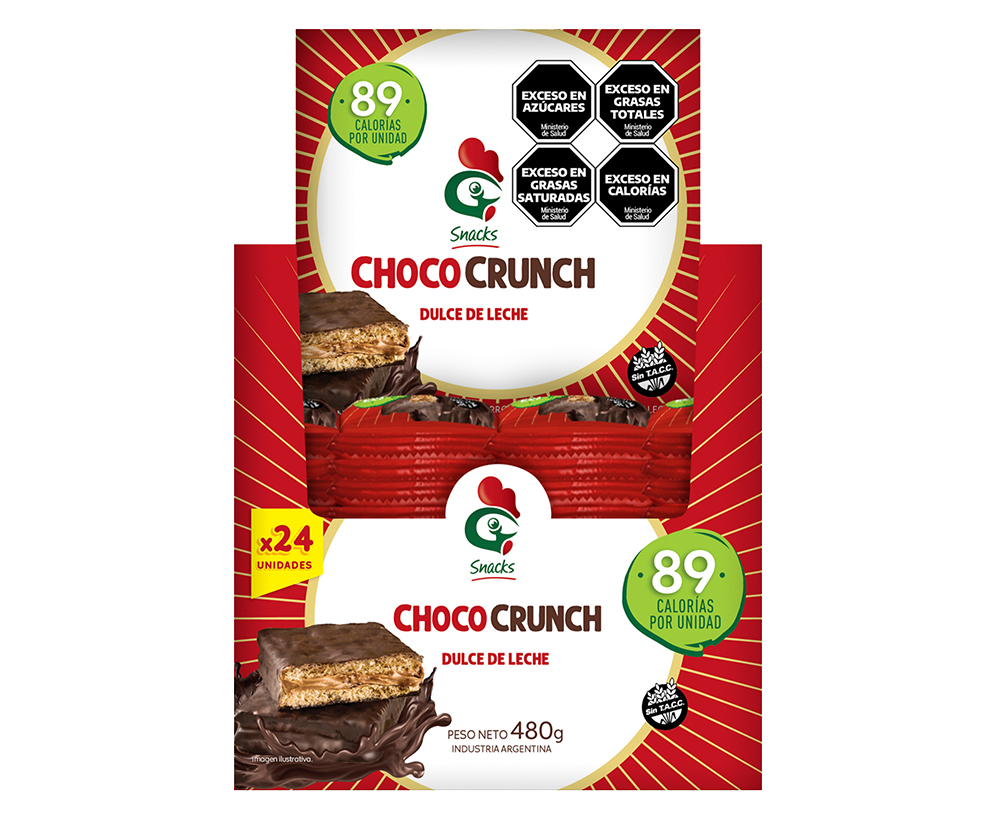 89
CALORÍAS
POR UNIDAD
EXCESO EN
AZÚCARES
Ministerio
de Salud
EXCESO EN
GRASAS
TOTALES
Ministerio
de Salud
EXCESO EN
GRASAS
SATURADAS
Ministerio
de Salud
EXCESO EN
CALORÍAS
Ministerio
de Salud
Snacks
CHOCO CRUNCH
DULCE DE LECHE
Sin T.A.C.C.
x24
UNIDADES
Snacks
89
CALORÍAS
POR UNIDAD
CHOCO CRUNCH
DULCE DE LECHE
Sin T.A.C.C.
PESO NETO 480g
INDUSTRIA ARGENTINA
Imagen ilustrativa.